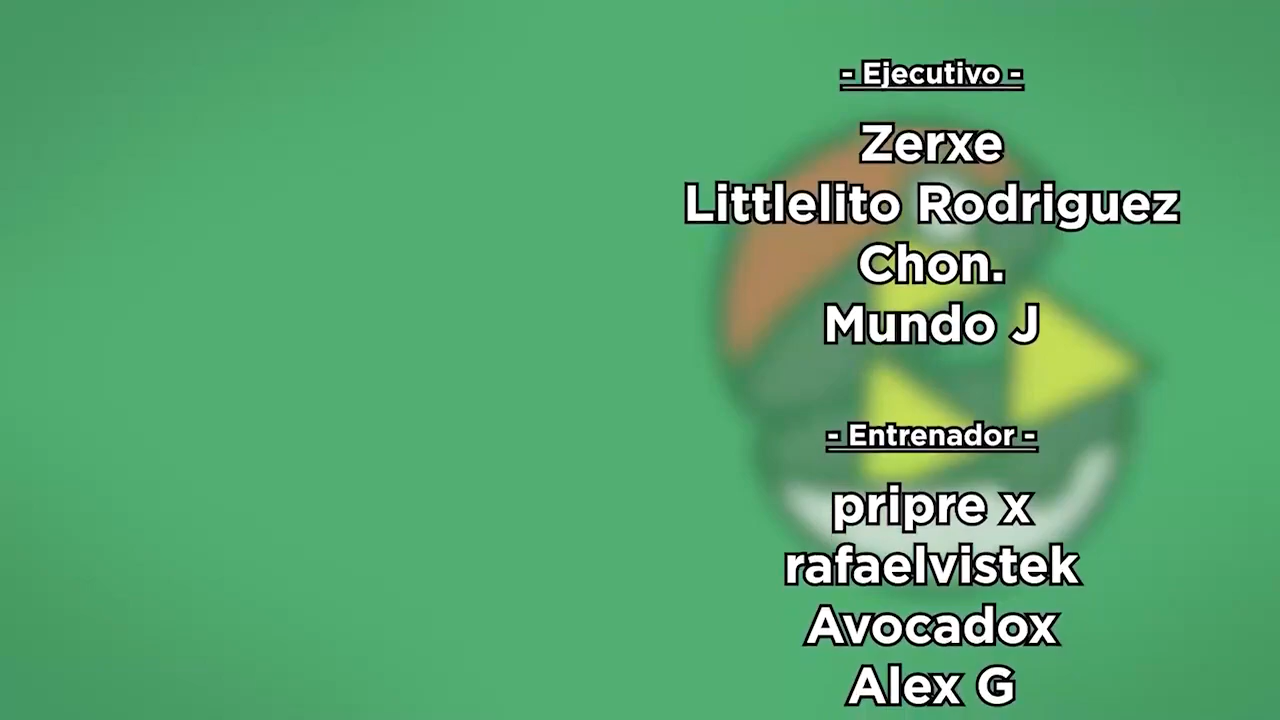 - Ejecutivo -
Zerxe
Littlelito Rodriguez
Chon.
Mundo J
- Entrenador -
pripre x
rafaelvistek
Avocadox
Alex G